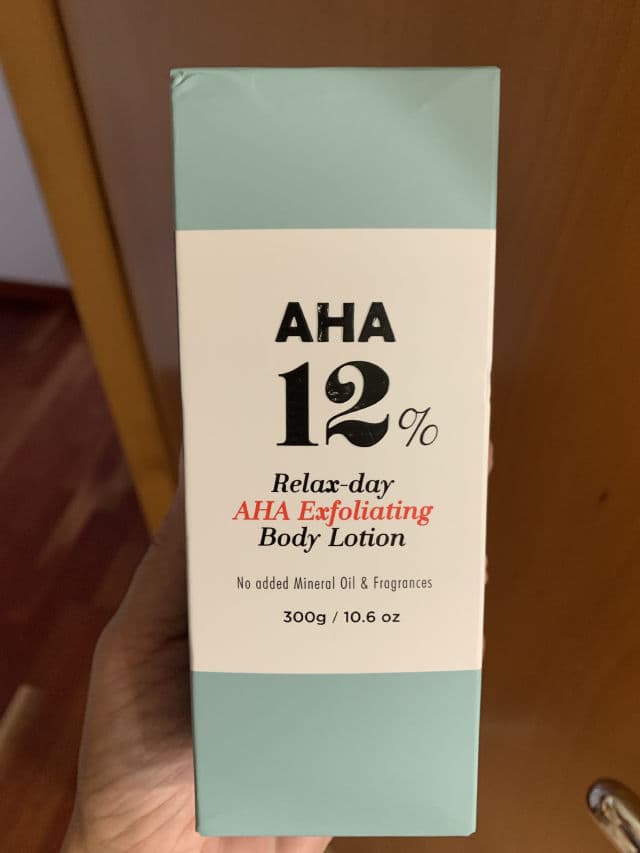 AHA
12%
Relax-day
AHA Exfoliating
Body Lotion
No added Mineral Oil & Fragrances
300g / 10.6 oz